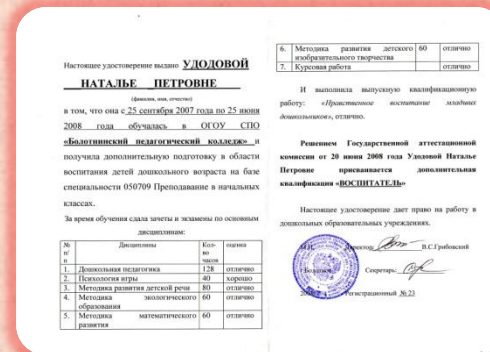 Настоящее удостоверение выдано УДОДОВОЙ
НАТАЛЬЕ ПЕТРОВНЕ
(фамилия, имя, отчество)
в том, что она с 25 сентября 2007 года по 25 июня
2008 года обучалась в ОГОУ СПО
«Болотнинский педагогический колледж» и
получила дополнительную подготовку в области
воспитания детей дошкольного возраста на базе
специальности 050709 Преподавание в начальных
классах.
За время обучения сдала зачеты и экзамены по основным
дисциплинам:
№ п/п Дисциплины Кол-во часов оценка
1. Дошкольная педагогика 128 отлично
2. Психология игры 40 хорошо
3. Методика развития детской речи 80 отлично
4. Методика экологического 60 отлично
образования
5. Методика математического 60 отлично
развития
6. Методика развития детского 60 отлично
изобразительного творчества
7. Курсовая работа отлично
И выполнила выпускную квалификационную
работу: «Нравственное воспитание младших
дошкольников», отлично.
Решением Государственной аттестационной
комиссии от 20 июня 2008 года Удодовой Наталье
Петровне присваивается дополнительная
квалификация «ВОСПИТАТЕЛЬ»
Настоящее удостоверение дает право на работу в
дошкольных образовательных учреждениях.
М.П. Директор: В.С.Грибовский
Секретарь:
Регистрационный № 23